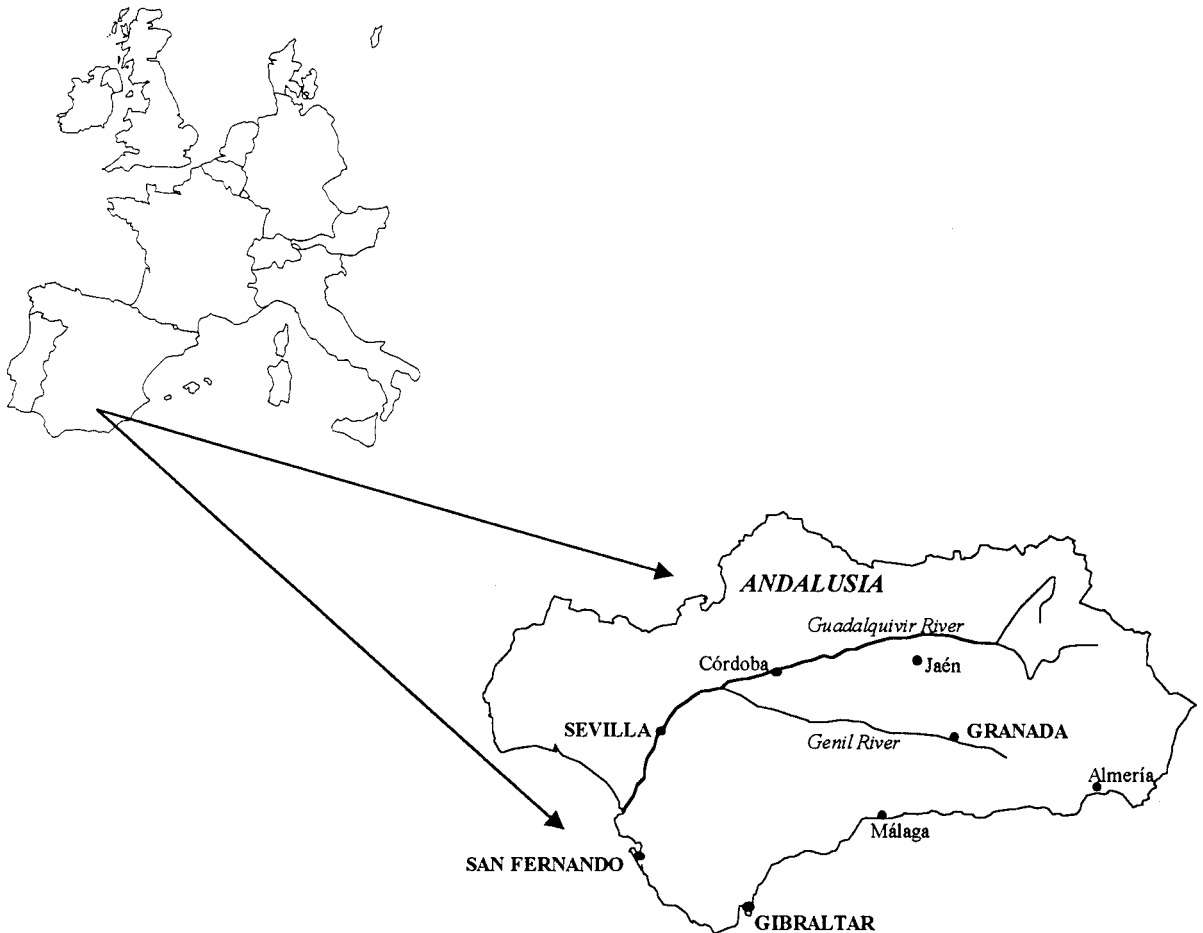 ANDALUSIA
Guadalquivir River
Córdoba
Jaén
SEVILLA
GRANADA
Genil River
Almería
Málaga
SAN FERNANDO
GIBRALTAR